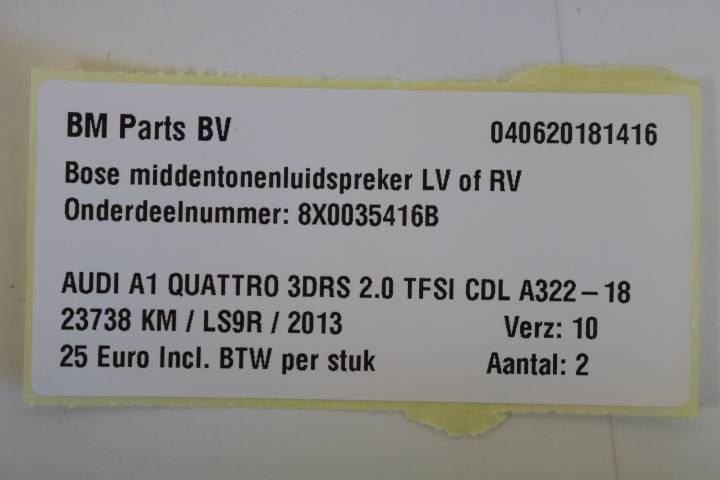 BM Parts BV 040620181416
Bose middentonenluidspreker LV of RV
Onderdeelnummer: 8X0035416B
AUDI A1 QUATTRO 3DRS 2.0 TFSI CDL A322-18
23738 KM / LS9R / 2013 Verz: 10
25 Euro Incl. BTW per stuk Aantal: 2